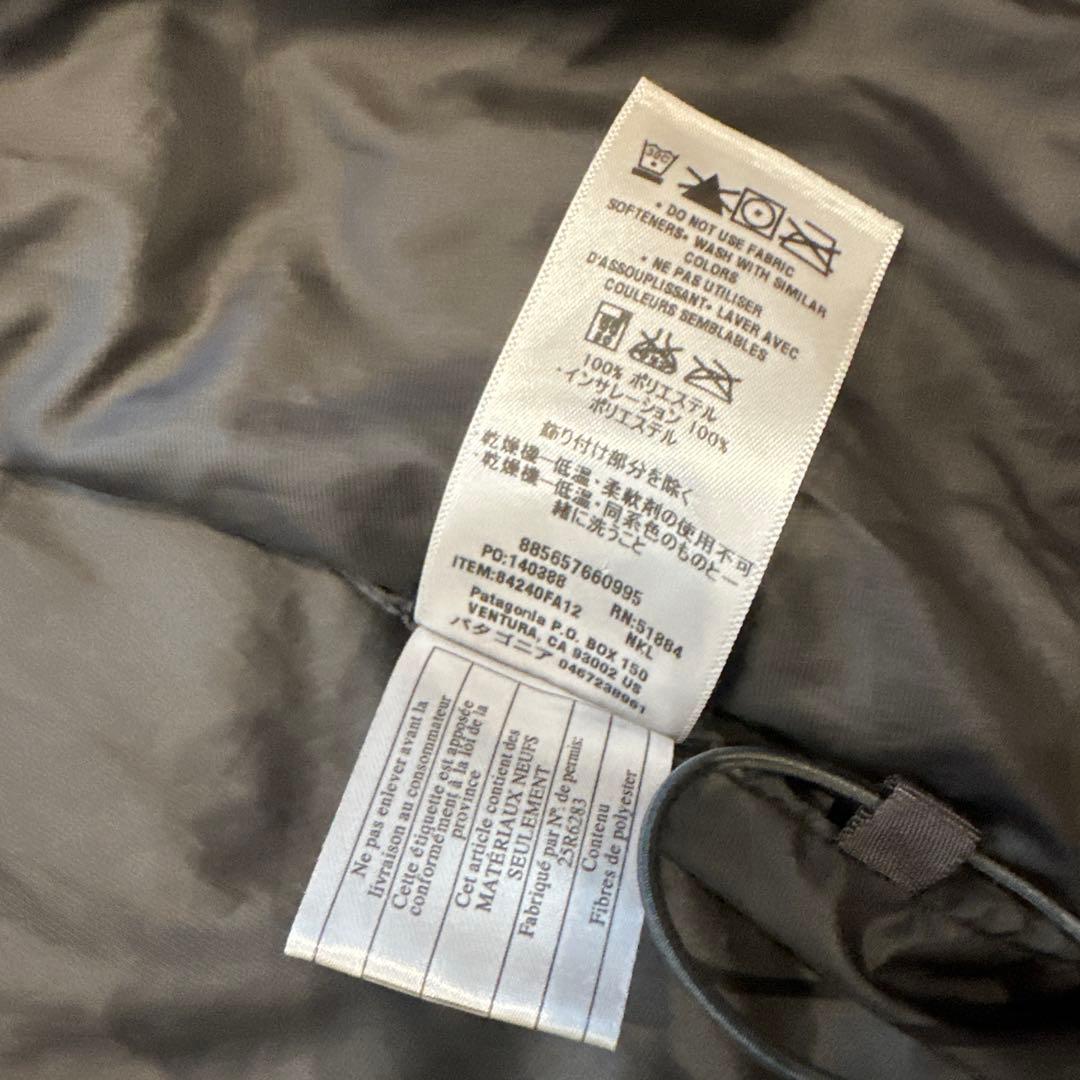 30C
• DO NOT USE FABRIC
SOFTENERS• WASH WITH SIMILAR
COLORS
• NE PAS UTILISER
D'ASSOUPLISSANT• LAVER AVEC
COULEURS SEMBLABLES
100% ポリエステル
・インサレーション 100%
ポリエステル
飾り付け部分を除く
乾燥機ー低温・柔軟剤の使用不可
・乾燥機ー低温・同系色のものと一
緒に洗うこと
885657660995
PO:140388 RN:51884
ITEM:84240FA12 NKL
Patagonia P.O. BOX 150
VENTURA, CA 93002 US
パタゴニア 0467238961
Ne pas enlever avant la
livraison au consommateur
Cette étiquette est apposée
conformément à la loi de la
province
Cet article contient des
MATÉRIAUX NEUFS
SEULEMENT
Fabriqué par N°. de permis:
23R6283
Contenu
Fibres de polyester